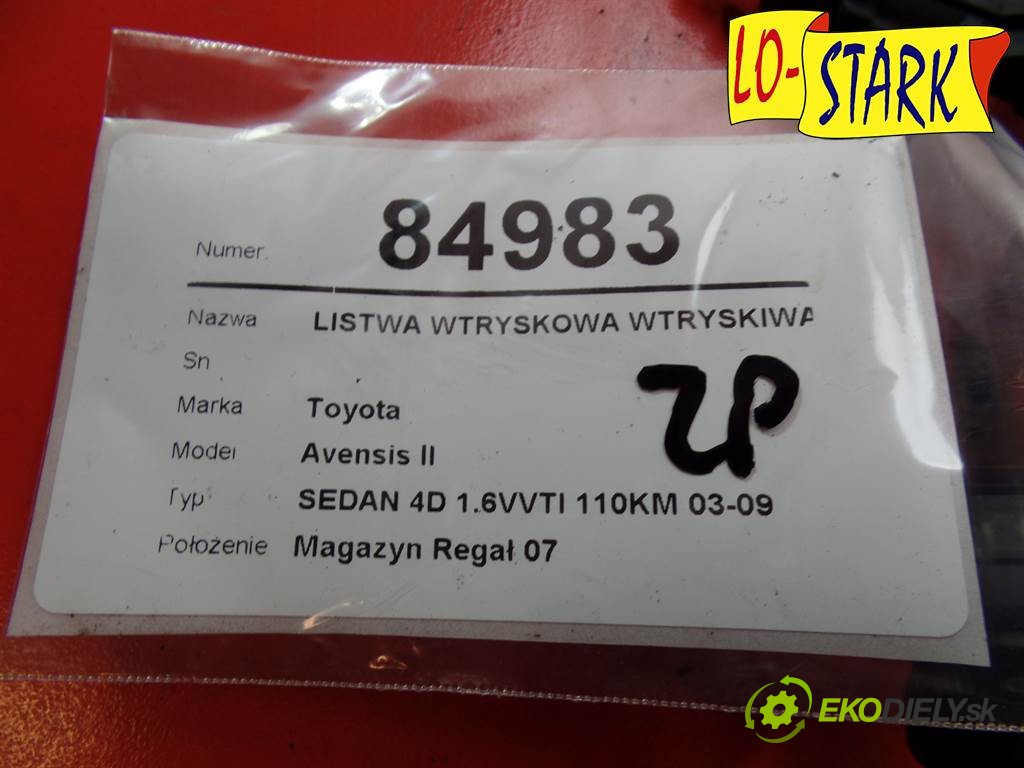 LO-STARK
Numer. 84983
Nazwa LISTWA WTRYSKOWA WTRYSKIWA
Sn
Marka Toyota
Model Avensis II
Typ SEDAN 4D 1.6VVTI 110KM 03-09
Położenie Magazyn Regał 07
EKODIELY.sk